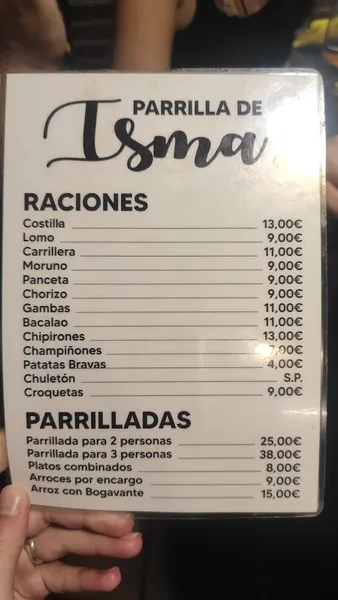 PARRILLA DE
Isma
RACIONES
Costilla 13,00€
Lomo 9,00€
Carrillera 11,00€
Moruno 9,00€
Panceta 9,00€
Chorizo 9,00€
Gambas 11,00€
Bacalao 11,00€
Chipirones 13,00€
Champiñones 7,00€
Patatas Bravas 4,00€
Chuletón S.P.
Croquetas 9,00€
PARRILLADAS
Parrillada para 2 personas 25,00€
Parrillada para 3 personas 38,00€
Platos combinados 8,00€
Arroces por encargo 9,00€
Arroz con Bogavante 15,00€